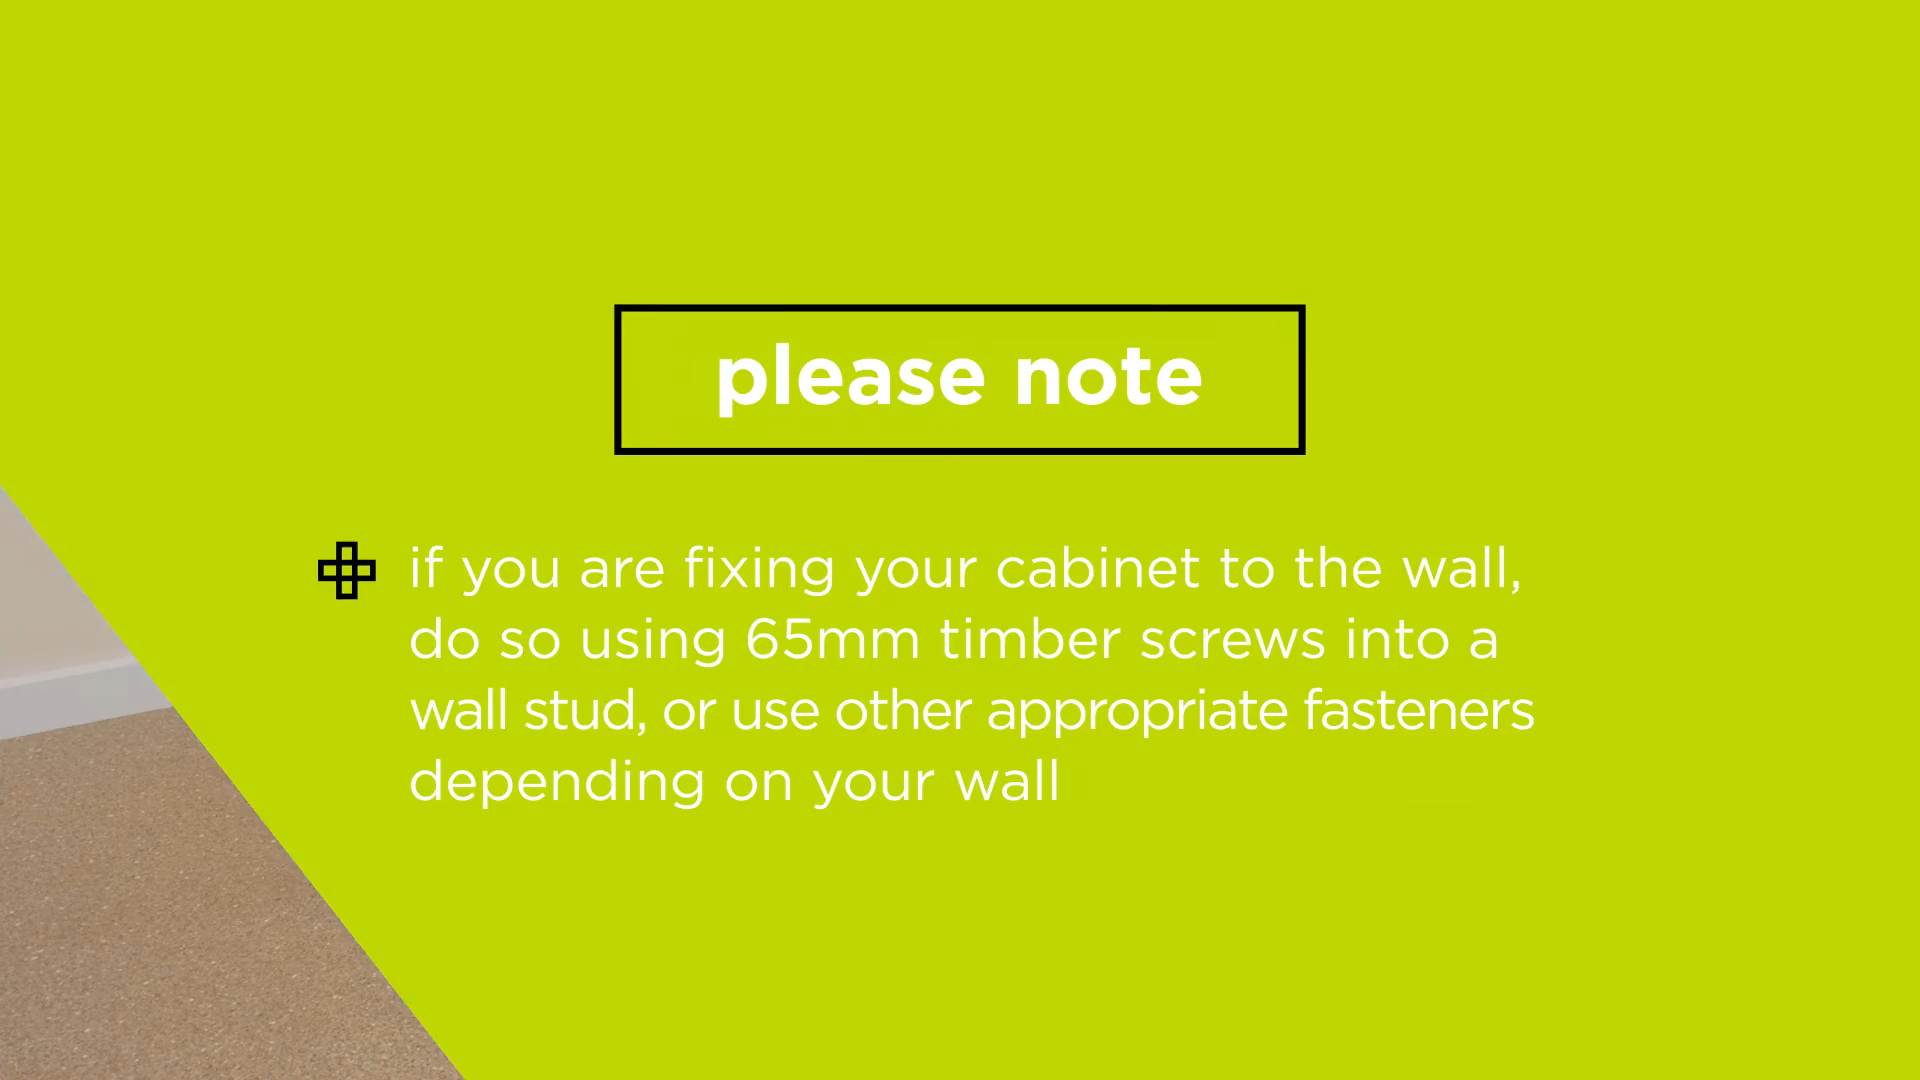 please note
if you are fixing your cabinet to the wall,
do so using 65mm timber screws into a
wall stud, or use other appropriate fasteners
depending on your wall